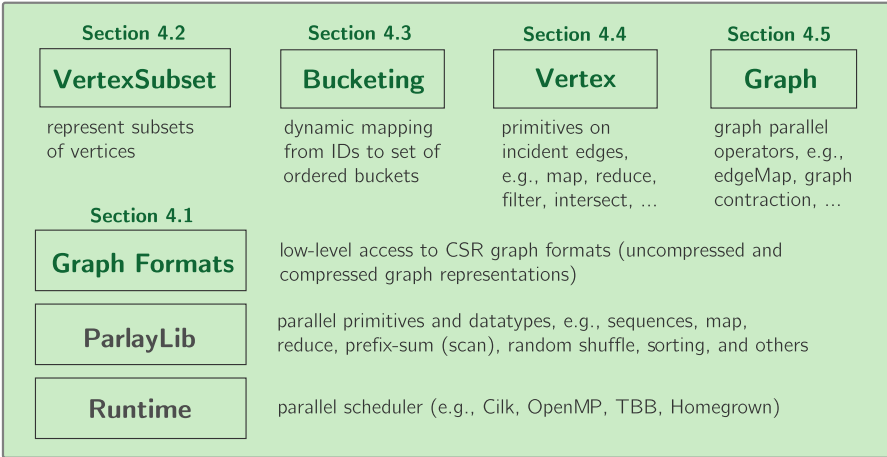 Section 4.2
VertexSubset
represent subsets
of vertices
Section 4.3
Bucketing
dynamic mapping
from IDs to set of
ordered buckets
Section 4.4
Vertex
primitives on
incident edges,
e.g., map, reduce,
filter, intersect, ...
Section 4.5
Graph
graph parallel
operators, e.g.,
edgeMap, graph
contraction, ...
Section 4.1
Graph Formats
low-level access to CSR graph formats (uncompressed and
compressed graph representations)
ParlayLib
parallel primitives and datatypes, e.g., sequences, map,
reduce, prefix-sum (scan), random shuffle, sorting, and others
Runtime
parallel scheduler (e.g., Cilk, OpenMP, TBB, Homegrown)